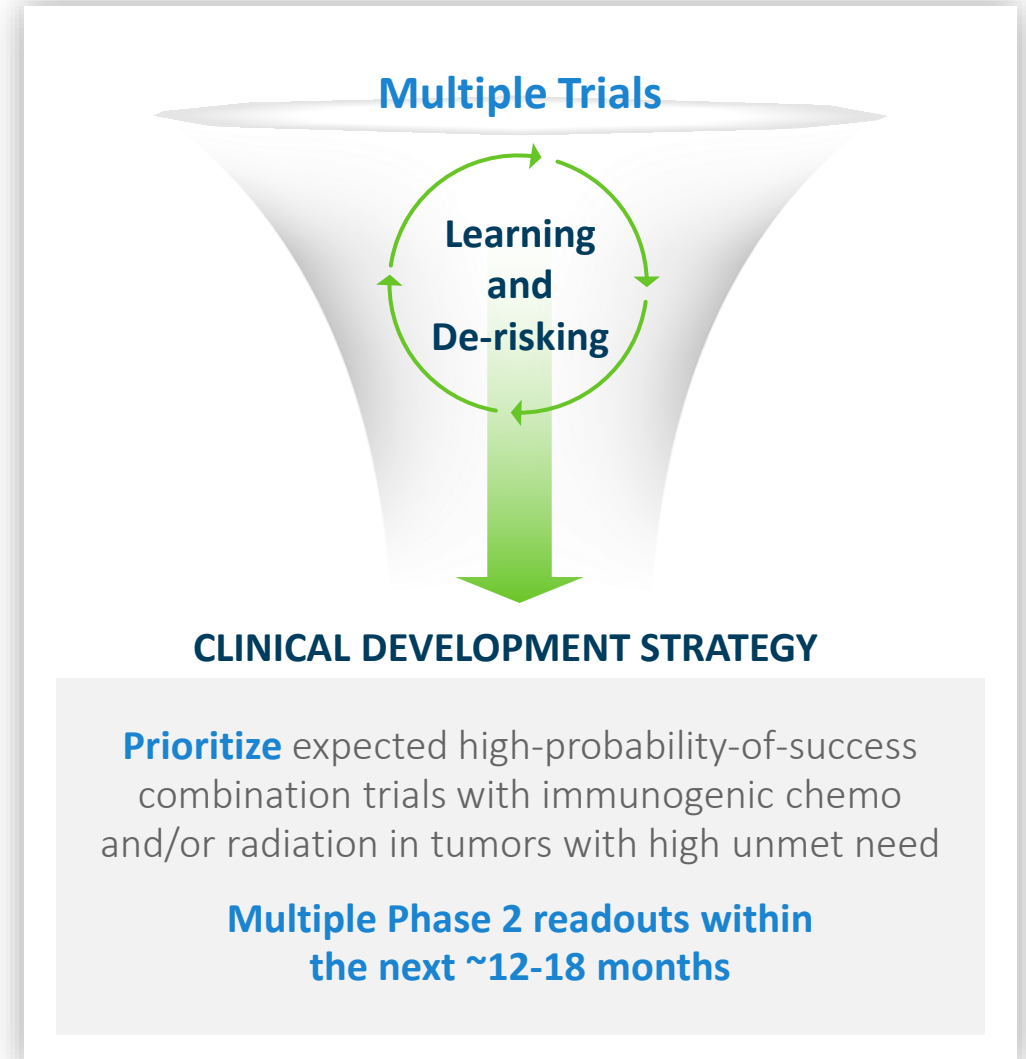 Multiple Trials
Learning
and
De-risking
CLINICAL DEVELOPMENT STRATEGY
Prioritize expected high-probability-of-success
combination trials with immunogenic chemo
and/or radiation in tumors with high unmet need
Multiple Phase 2 readouts within
the next ~12-18 months